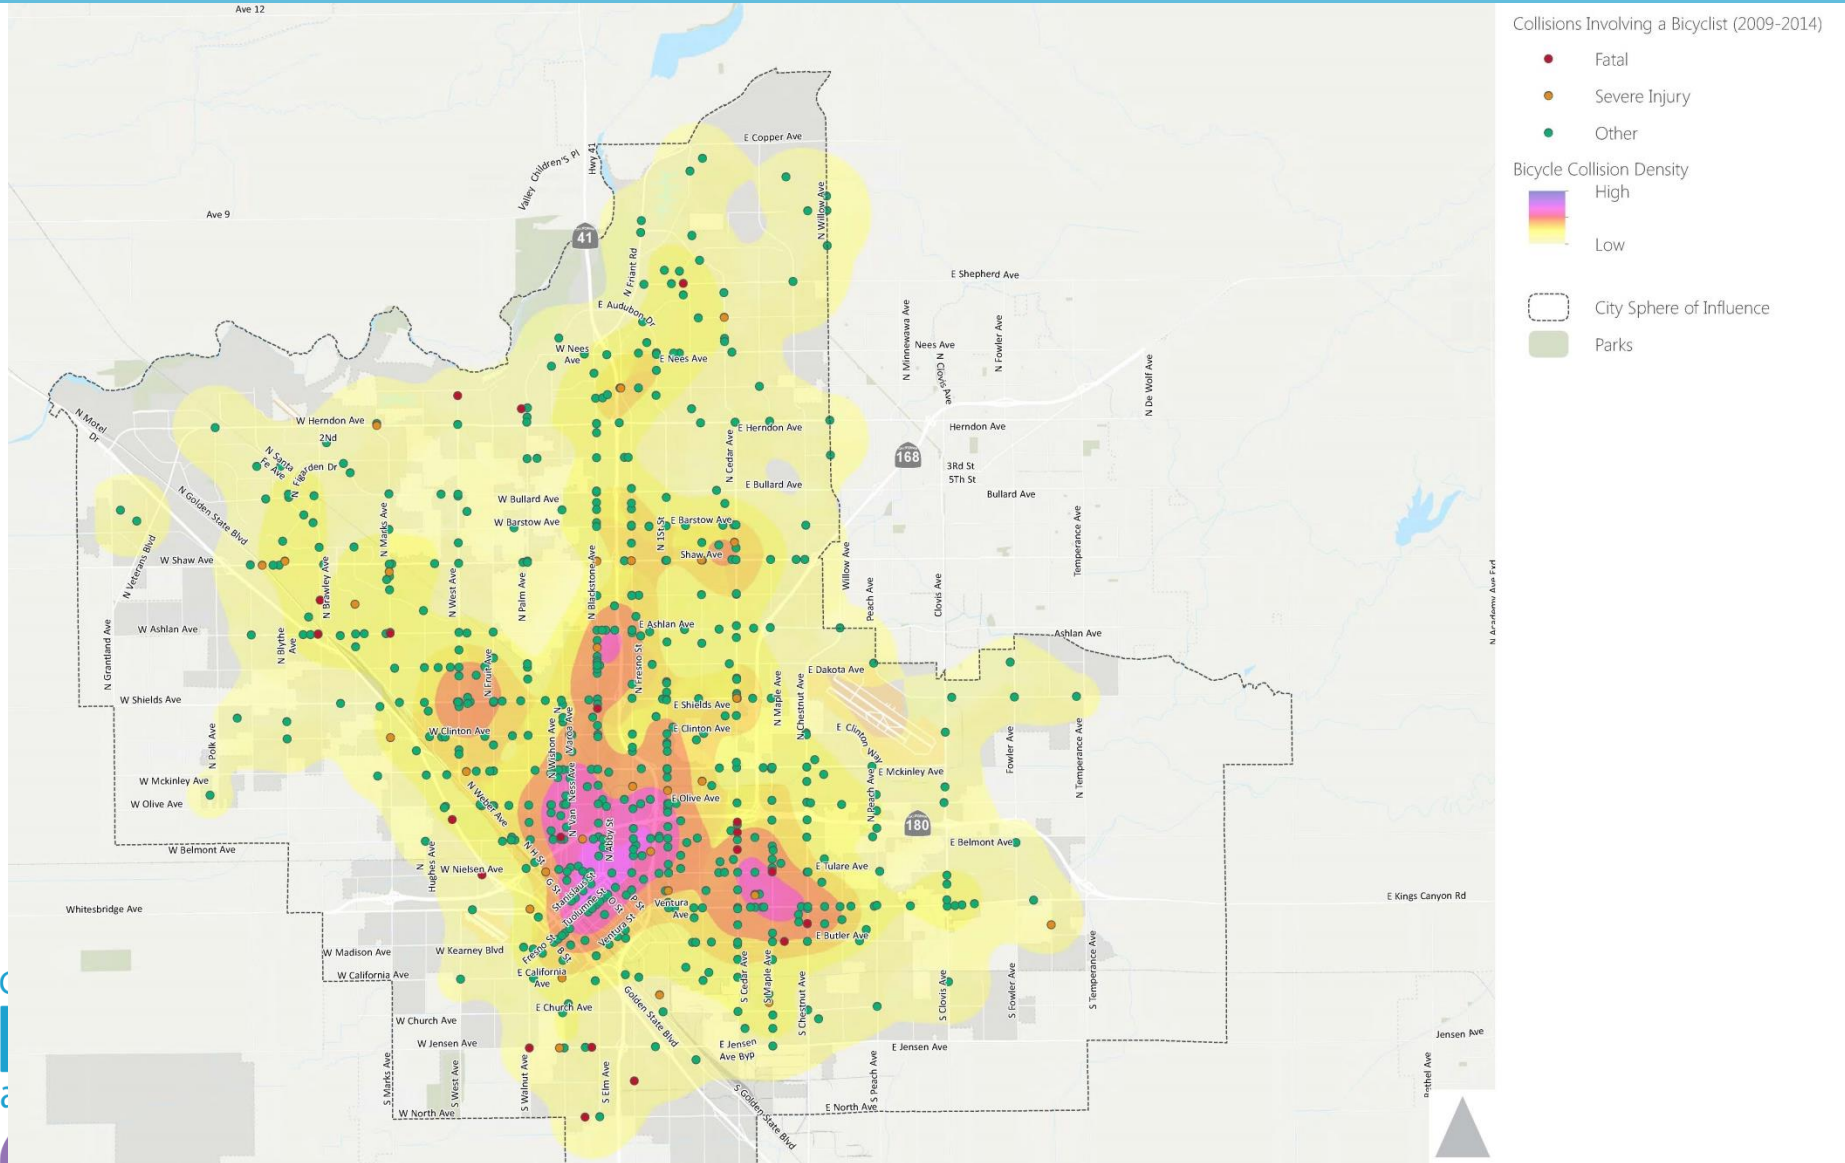 Ave 12
Collisions Involving a Bicyclist (2009-2014)
Fatal
Severe Injury
Other
Bicycle Collision Density
High
Low
City Sphere of Influence
Parks
E Copper Ave
Valley Children'S Pl
Hwy 41
N Willow Ave
Ave 9
41
N Friant Rd
E Shepherd Ave
E Audubon Dr
N Minnewawa Ave
Nees Ave
N Fowler Ave
N Clovis Ave
W Nees
Ave
E Nees Ave
N De Wolf Ave
N Motel
Dr
W Herndon Ave
2Nd
E Herndon Ave
Herndon Ave
N Cedar Ave
168
N Santa
Fe Ave
N Figarden Dr
3Rd St
5Th St
N Golden State Blvd
W Bullard Ave
E Bullard Ave
Bullard Ave
W Barstow Ave
E Barstow Ave
N Marks Ave
N 1St St
Temperance Ave
Shaw Ave
W Shaw Ave
N Veterans Blvd
N Brawley Ave
N West Ave
N Palm Ave
N Blackstone Ave
Willow Ave
Peach Ave
Clovis Ave
N Academy Ave Exd
W Ashlan Ave
E Ashlan Ave
Ashlan Ave
N Grantland Ave
N Blythe
Ave
N Fruit Ave
N Fresno St
E Dakota Ave
W Shields Ave
E Shields Ave
N Maple Ave
N Chestnut Ave
N Polk Ave
W Clinton Ave
N Wishon Ave
N
Maroa Ave
E Clinton Ave
E Clinton Way
Fowler Ave
N Temperance Ave
W Mckinley Ave
E Mckinley Ave
W Olive Ave
N Weber Ave
N Van Ness Ave
E Olive Ave
N Peach Ave
180
N Abby St
W Belmont Ave
E Belmont Ave
N
Hughes Ave
W Nielsen Ave
N H St
G St
E Tulare Ave
Stanislaus St
Tuolumne St
O St
P St
Whitesbridge Ave
Ventura
Ave
E Kings Canyon Rd
Ventura St
E Butler Ave
W Madison Ave
W Kearney Blvd
Fresno St
B St
W California Ave
E California
Ave
S Cedar Ave
S Maple Ave
S Chestnut Ave
S Clovis Ave
S Fowler Ave
S Temperance Ave
E Church Ave
W Church Ave
Golden State Blvd
W Jensen Ave
E Jensen
Ave Byp
E Jensen Ave
Jensen Ave
S Marks Ave
S West Ave
S Walnut Ave
S Elm Ave
S Peach Ave
W North Ave
S Golden State Blvd
E North Ave